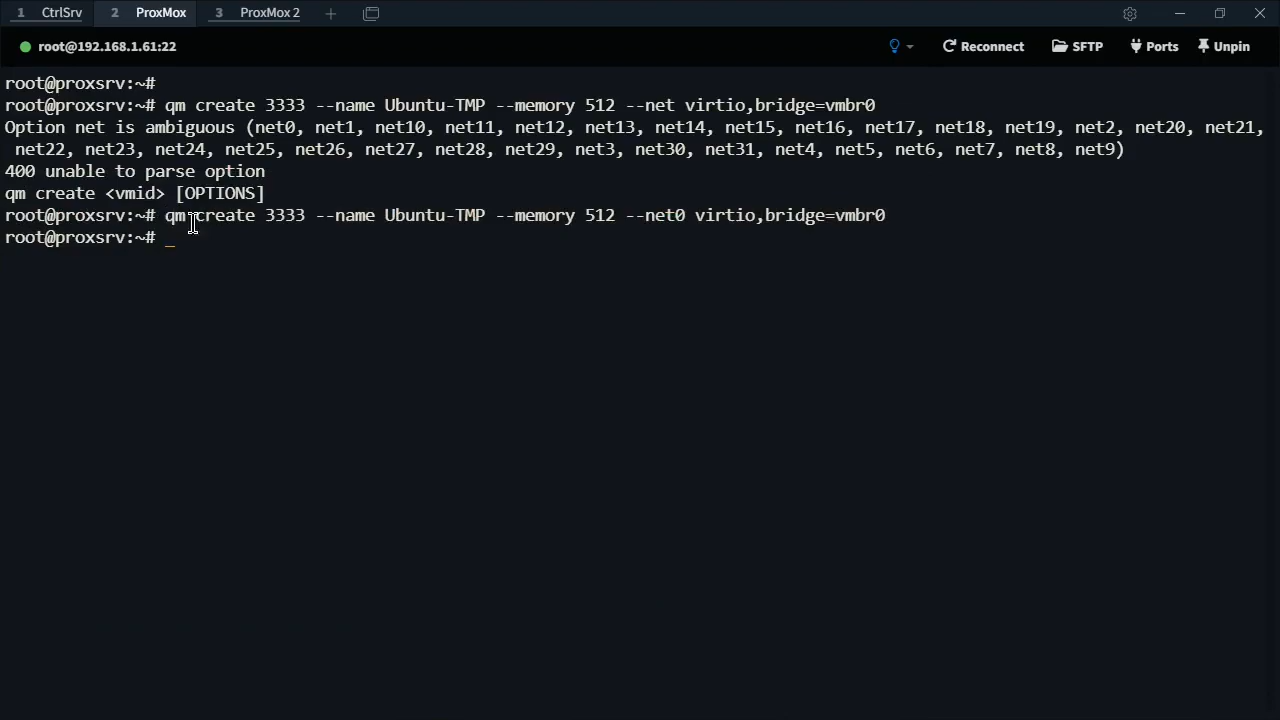 1 CtrlSrv 2 ProxMox 3 ProxMox 2 +
root@192.168.1.61:22 Reconnect SFTP Ports Unpin
root@proxsrv:~#
root@proxsrv:~# qm create 3333 --name Ubuntu-TMP --memory 512 --net virtio,bridge=vmbr0
Option net is ambiguous (net0, net1, net10, net11, net12, net13, net14, net15, net16, net17, net18, net19, net2, net20, net21,
net22, net23, net24, net25, net26, net27, net28, net29, net3, net30, net31, net4, net5, net6, net7, net8, net9)
400 unable to parse option
qm create <vmid> [OPTIONS]
root@proxsrv:~# qm create 3333 --name Ubuntu-TMP --memory 512 --net0 virtio,bridge=vmbr0
root@proxsrv:~# _